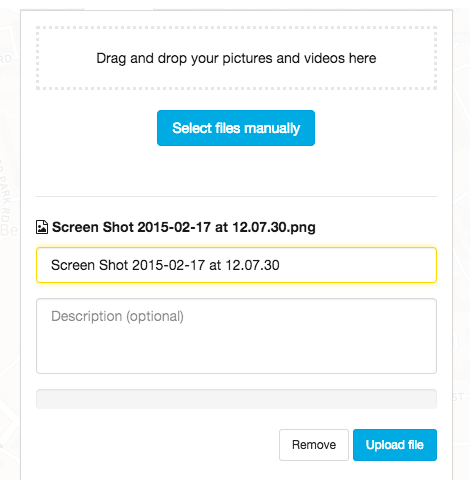 Drag and drop your pictures and videos here
Select files manually
Screen Shot 2015-02-17 at 12.07.30.png
Screen Shot 2015-02-17 at 12.07.30
Description (optional)
Remove
Upload file